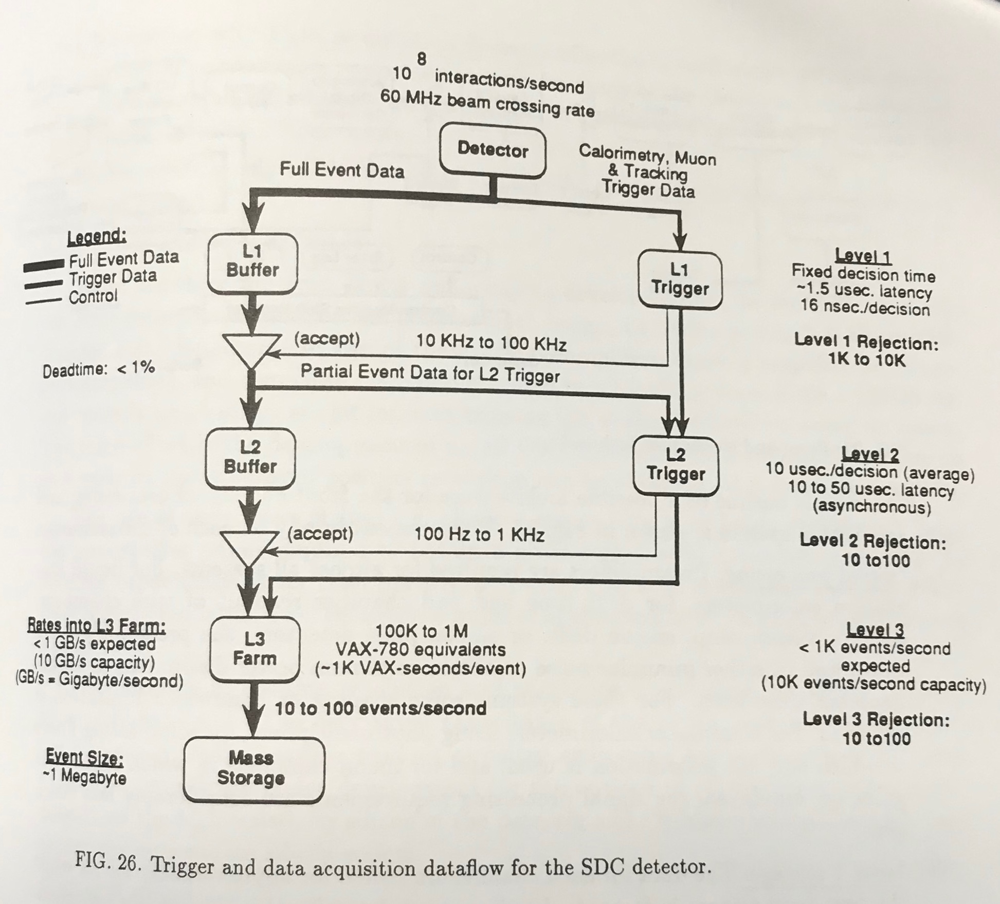 8
10 interactions/second
60 MHz beam crossing rate
Detector
Full Event Data
Calorimetry, Muon
& Tracking
Trigger Data
Legend:
Full Event Data
Trigger Data
Control
L1
Buffer
L1
Trigger
Level 1
Fixed decision time
~1.5 usec. latency
16 nsec./decision
(accept) 10 KHz to 100 KHz
Level 1 Rejection:
1K to 10K
Deadtime: < 1%
Partial Event Data for L2 Trigger
L2
Buffer
L2
Trigger
Level 2
10 usec./decision (average)
10 to 50 usec. latency
(asynchronous)
(accept) 100 Hz to 1 KHz
Level 2 Rejection:
10 to100
Rates into L3 Farm:
< 1 GB/s expected
(10 GB/s capacity)
(GB/s = Gigabyte/second)
L3
Farm
100K to 1M
VAX-780 equivalents
(~1K VAX-seconds/event)
Level 3
< 1K events/second
expected
(10K events/second capacity)
10 to 100 events/second
Level 3 Rejection:
10 to100
Event Size:
~1 Megabyte
Mass
Storage
FIG. 26. Trigger and data acquisition dataflow for the SDC detector.